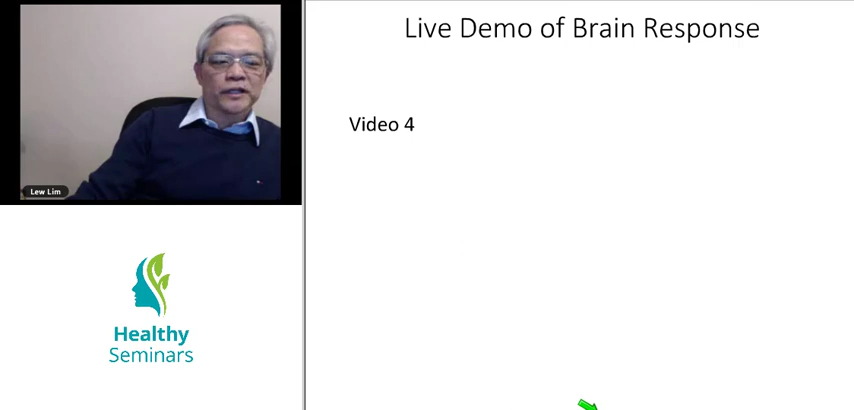 Live Demo of Brain Response
Video 4
Lew Lim
Healthy
Seminars